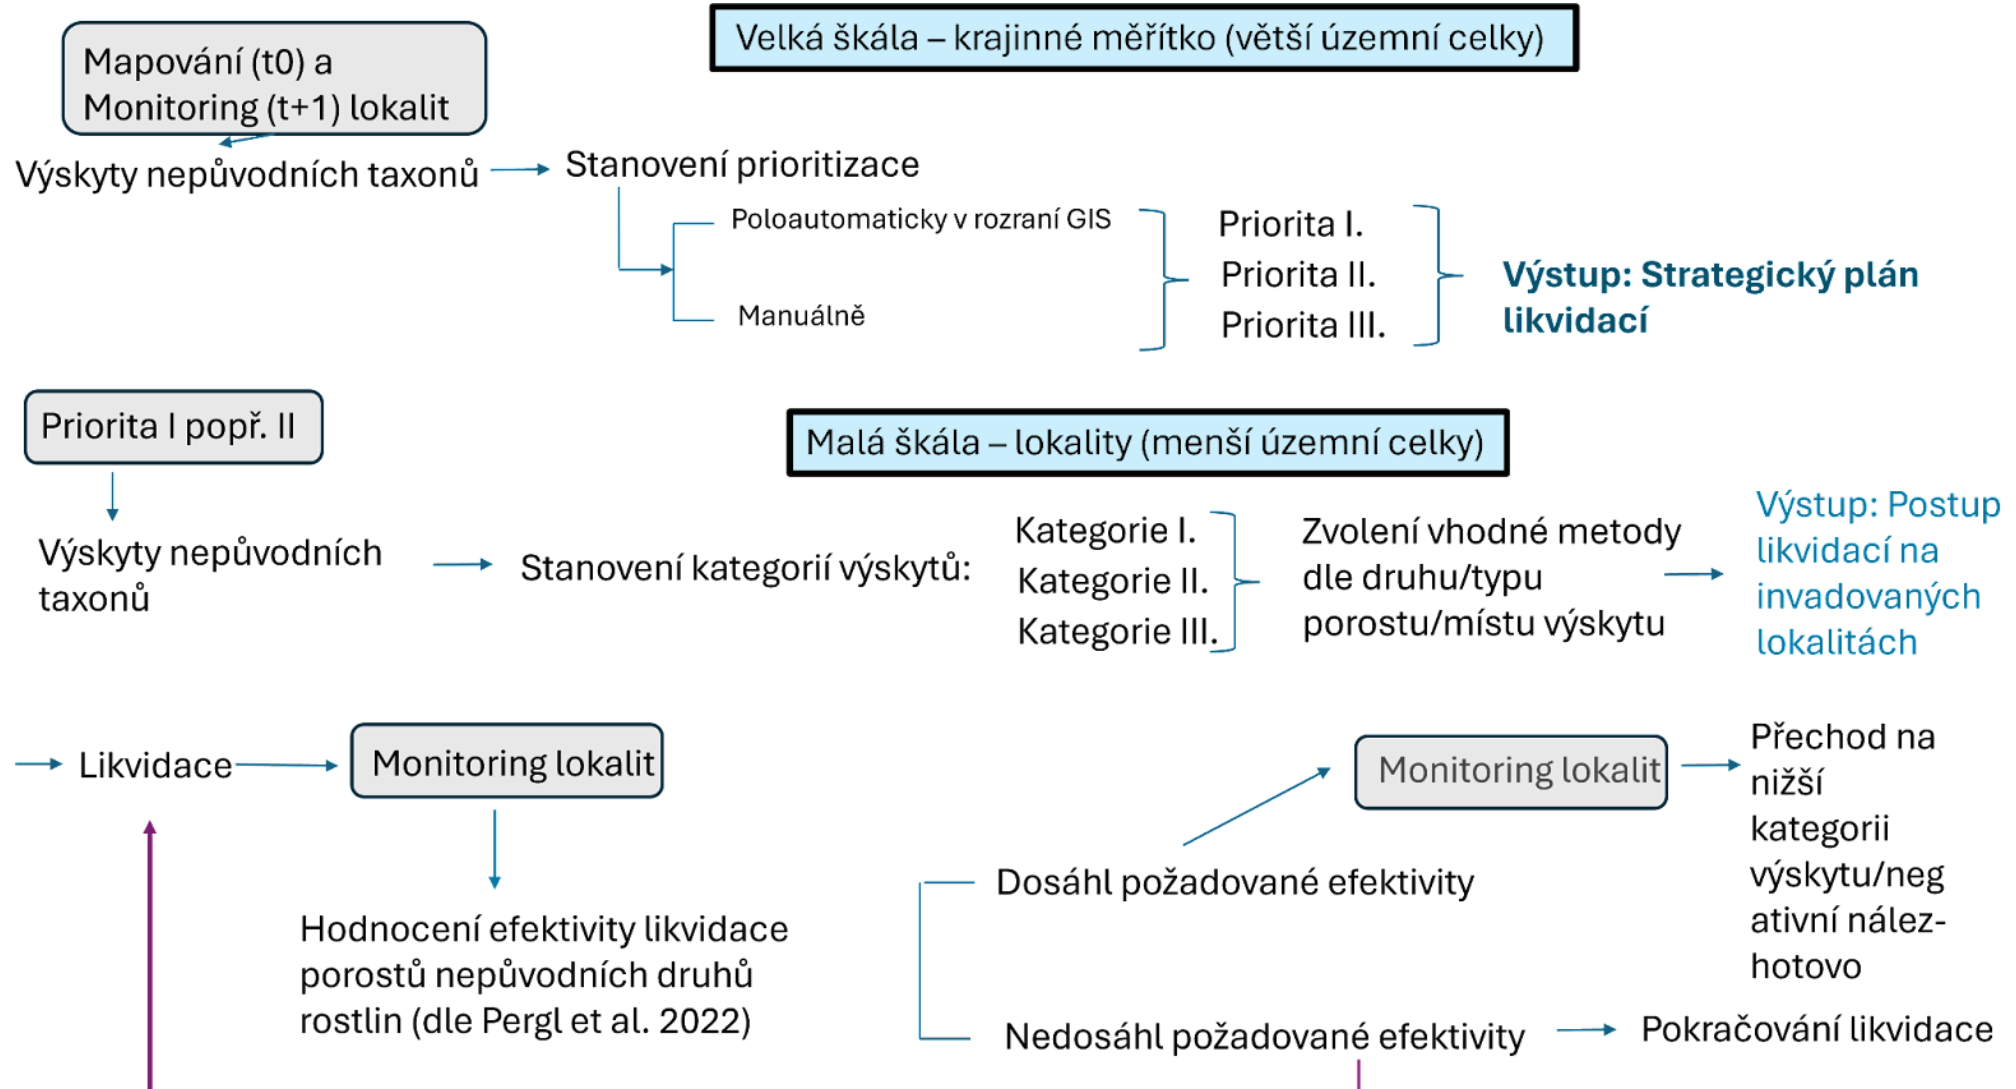 Velká škála – krajinné měřítko (větší územní celky)
Mapování (t0) a
Monitoring (t+1) lokalit
Výskyty nepůvodních taxonů
Stanovení prioritizace
Poloautomaticky v rozraní GIS
Manuálně
Priorita I.
Priorita II.
Priorita III.
Výstup: Strategický plán
likvidací
Priorita I popř. II
Malá škála – lokality (menší územní celky)
Výskyty nepůvodních
taxonů
Stanovení kategorií výskytů:
Kategorie I.
Kategorie II.
Kategorie III.
Zvolení vhodné metody
dle druhu/typu
porostu/místu výskytu
Výstup: Postup
likvidací na
invadovaných
lokalitách
Likvidace
Monitoring lokalit
Hodnocení efektivity likvidace
porostů nepůvodních druhů
rostlin (dle Pergl et al. 2022)
Dosáhl požadované efektivity
Monitoring lokalit
Přechod na
nižší
kategorii
výskytu/neg
ativní nález-
hotovo
Nedosáhl požadované efektivity
Pokračování likvidace